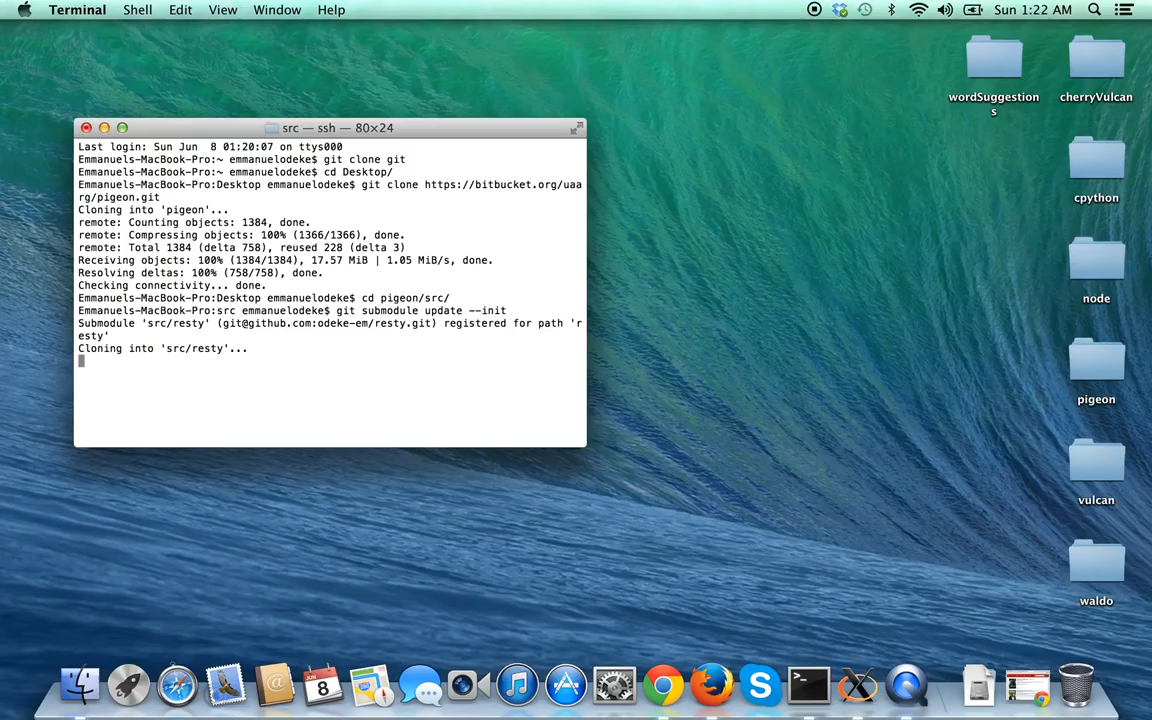 Terminal Shell Edit View Window Help Sun 1:22 AM
wordSuggestion
s
cherryVulcan
src — ssh — 80×24
Last login: Sun Jun  8 01:20:07 on ttys000
Emmanuels-MacBook-Pro:~ emmanuelodeke$ git clone git
Emmanuels-MacBook-Pro:~ emmanuelodeke$ cd Desktop/
Emmanuels-MacBook-Pro:Desktop emmanuelodeke$ git clone https://bitbucket.org/uaa
rg/pigeon.git
Cloning into 'pigeon'...
remote: Counting objects: 1384, done.
remote: Compressing objects: 100% (1366/1366), done.
remote: Total 1384 (delta 758), reused 228 (delta 3)
Receiving objects: 100% (1384/1384), 17.57 MiB | 1.05 MiB/s, done.
Resolving deltas: 100% (758/758), done.
Checking connectivity... done.
Emmanuels-MacBook-Pro:Desktop emmanuelodeke$ cd pigeon/src/
Emmanuels-MacBook-Pro:src emmanuelodeke$ git submodule update --init
Submodule 'src/resty' (git@github.com:odeke-em/resty.git) registered for path 'r
esty'
Cloning into 'src/resty'...
cpython
node
pigeon
vulcan
waldo
JUN
8